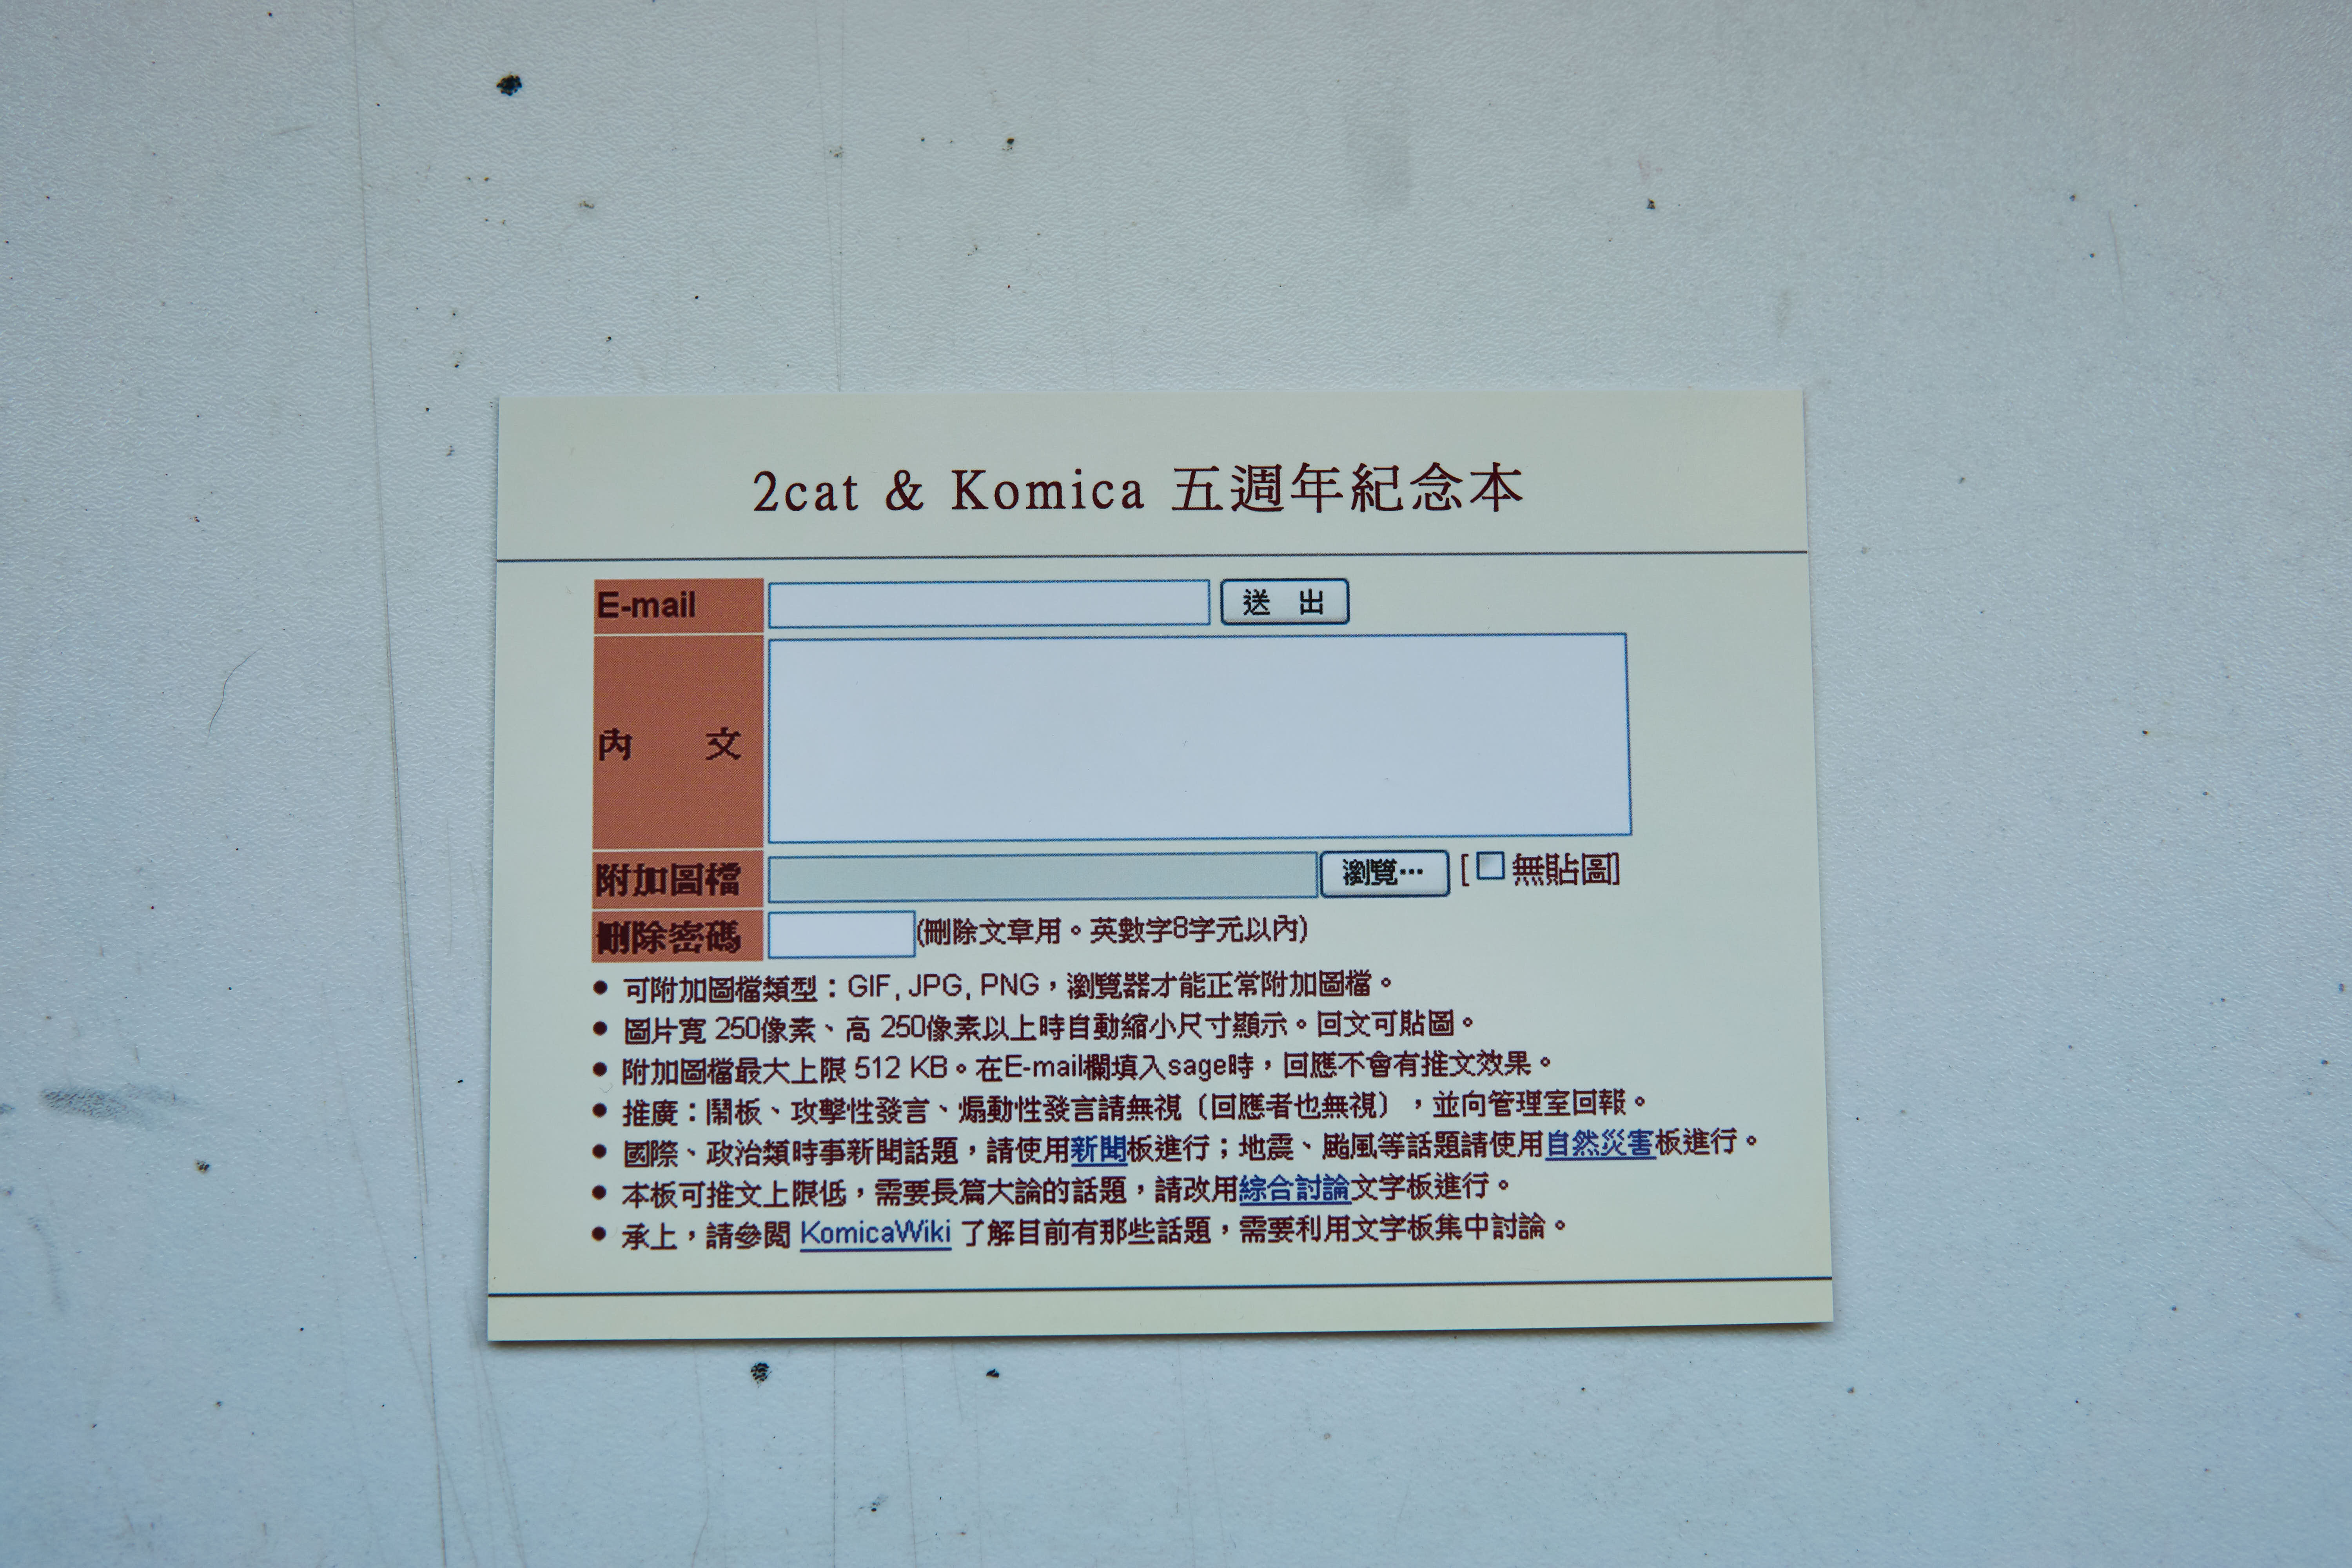 2cat & Komica 五週年紀念本
E-mail 送 出
內 文
附加圖檔 瀏覽… [ 無貼圖]
刪除密碼 (刪除文章用。英數字8字元以內)
• 可附加圖檔類型：GIF, JPG, PNG，瀏覽器才能正常附加圖檔。
• 圖片寬 250像素、高 250像素以上時自動縮小尺寸顯示。回文可貼圖。
• 附加圖檔最大上限 512 KB。在E-mail欄填入sage時，回應不會有推文效果。
• 推廣：鬧板、攻擊性發言、煽動性發言請無視〔回應者也無視〕，並向管理室回報。
• 國際、政治類時事新聞話題，請使用新聞板進行；地震、颱風等話題請使用自然災害板進行。
• 本板可推文上限低，需要長篇大論的話題，請改用綜合討論文字板進行。
• 承上，請參閱 KomicaWiki 了解目前有那些話題，需要利用文字板集中討論。